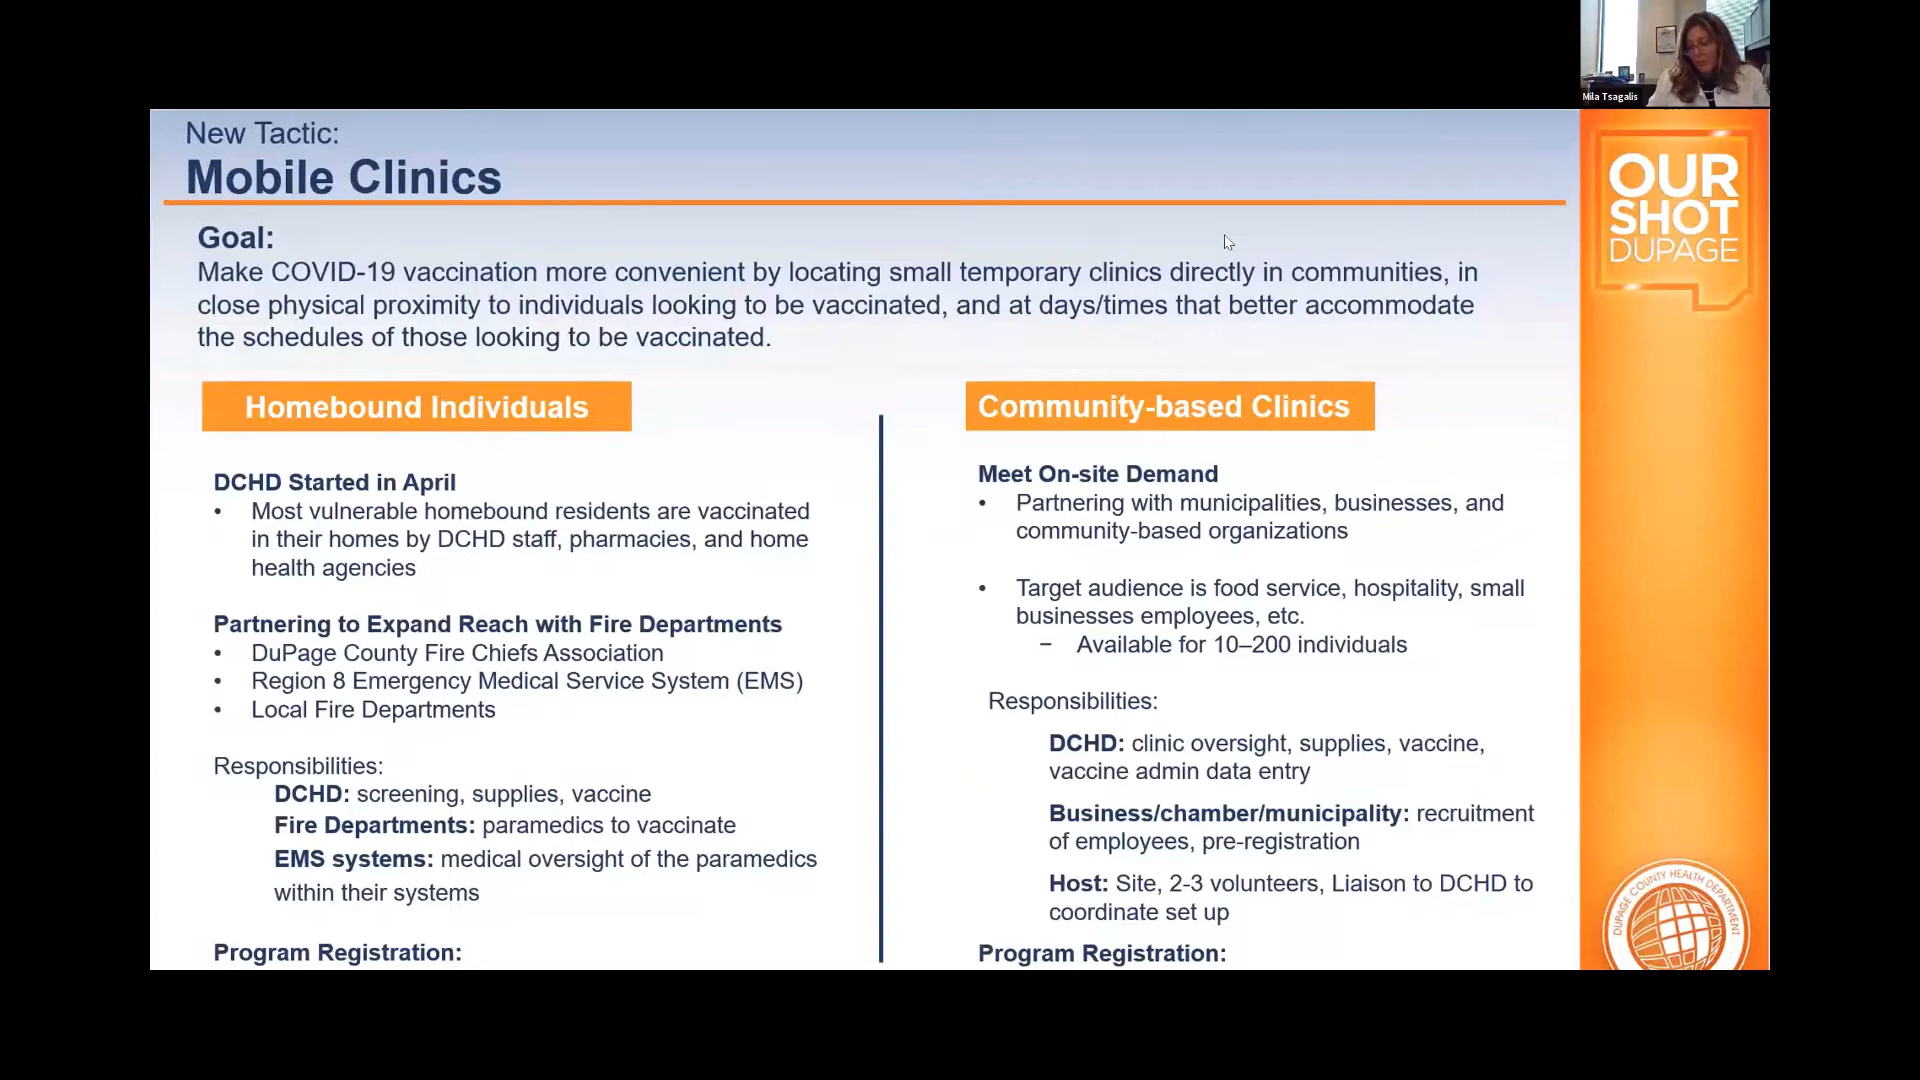 Mila Tsagalis
New Tactic:
Mobile Clinics
Goal:
Make COVID-19 vaccination more convenient by locating small temporary clinics directly in communities, in
close physical proximity to individuals looking to be vaccinated, and at days/times that better accommodate
the schedules of those looking to be vaccinated.
Homebound Individuals
DCHD Started in April
• Most vulnerable homebound residents are vaccinated
in their homes by DCHD staff, pharmacies, and home
health agencies
Partnering to Expand Reach with Fire Departments
• DuPage County Fire Chiefs Association
• Region 8 Emergency Medical Service System (EMS)
• Local Fire Departments
Responsibilities:
DCHD: screening, supplies, vaccine
Fire Departments: paramedics to vaccinate
EMS systems: medical oversight of the paramedics
within their systems
Program Registration:
Community-based Clinics
Meet On-site Demand
• Partnering with municipalities, businesses, and
community-based organizations
• Target audience is food service, hospitality, small
businesses employees, etc.
− Available for 10–200 individuals
Responsibilities:
DCHD: clinic oversight, supplies, vaccine,
vaccine admin data entry
Business/chamber/municipality: recruitment
of employees, pre-registration
Host: Site, 2-3 volunteers, Liaison to DCHD to
coordinate set up
Program Registration:
OUR
SHOT
DUPAGE
DUPAGE COUNTY HEALTH DEPARTMENT